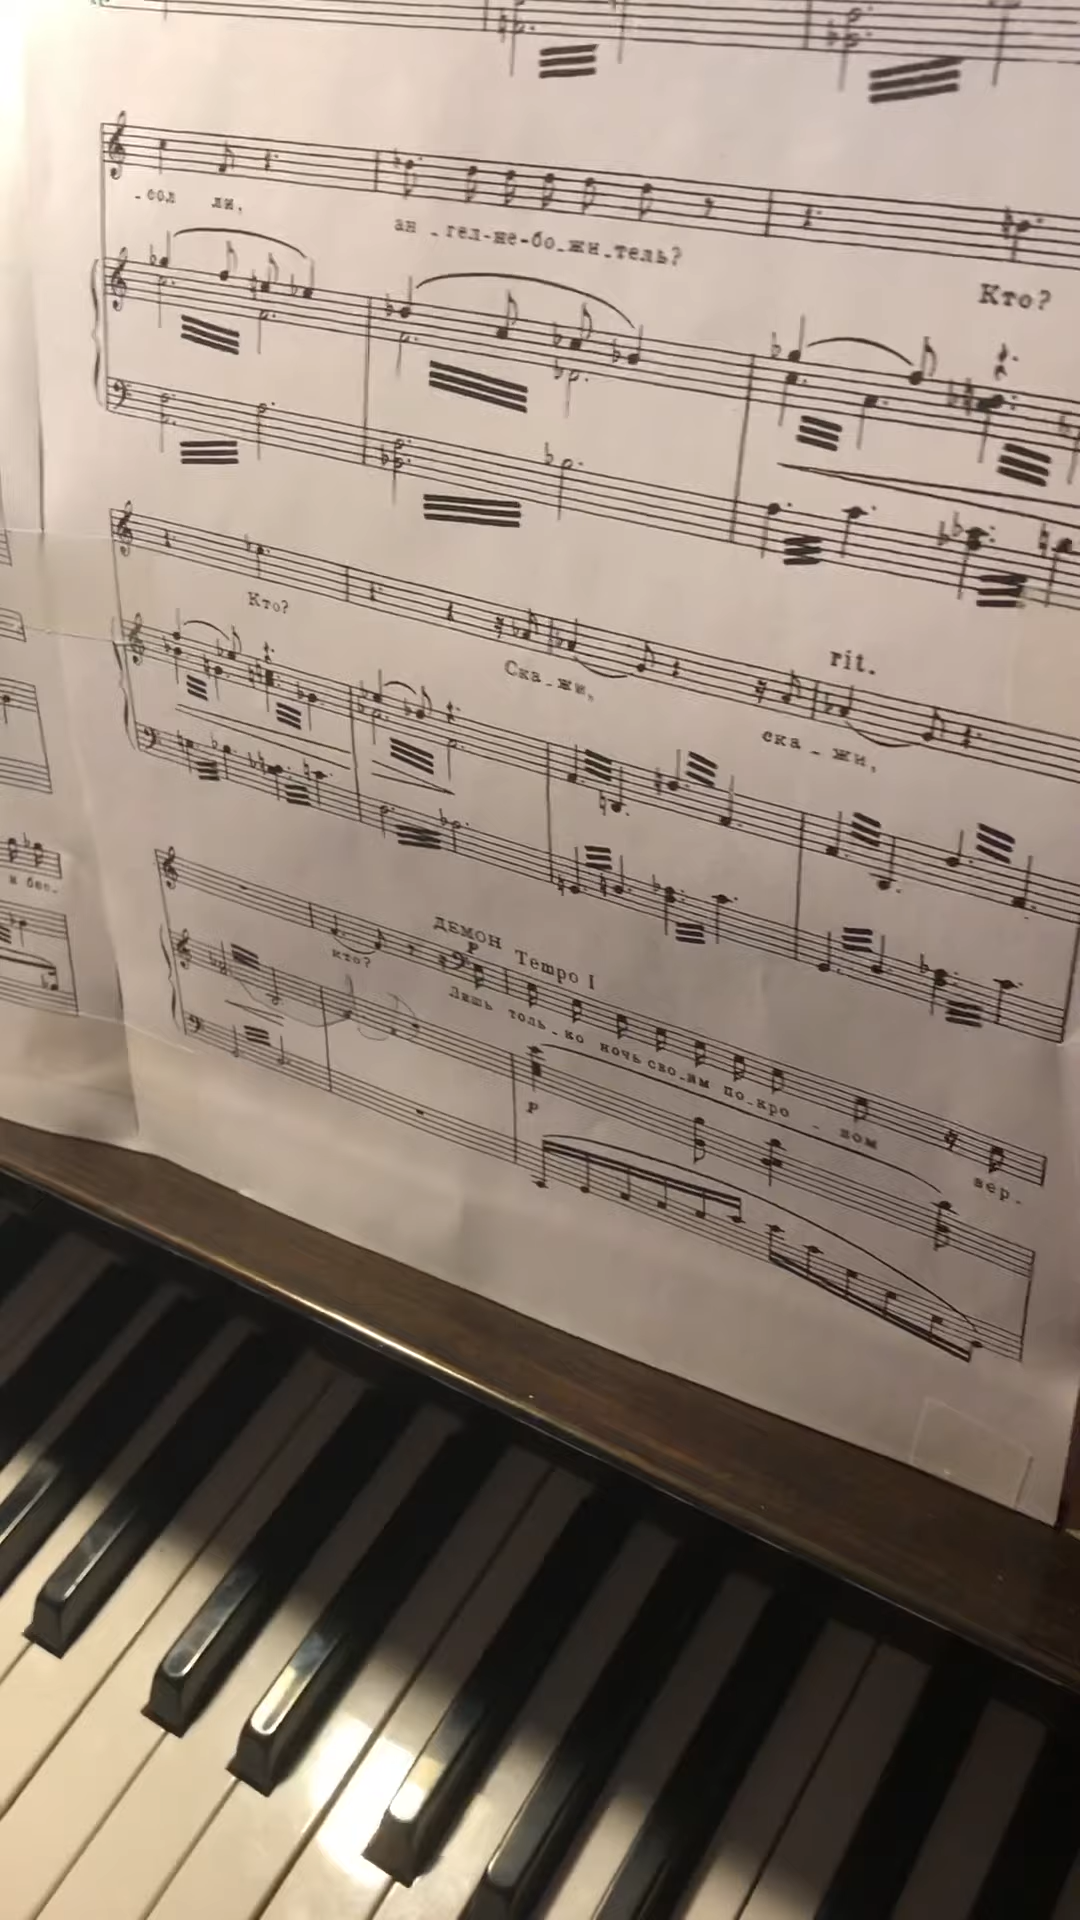 -сол ли,
ан-гел-не-бо-жи-тель?
Кто?
Кто?
rit.
Ска-жи,
ска-жи,
ДЕМОН Tempo I
p
кто?
Лишь толь-ко ночь сво-им по-кро-вом
вер-
p
и бес-